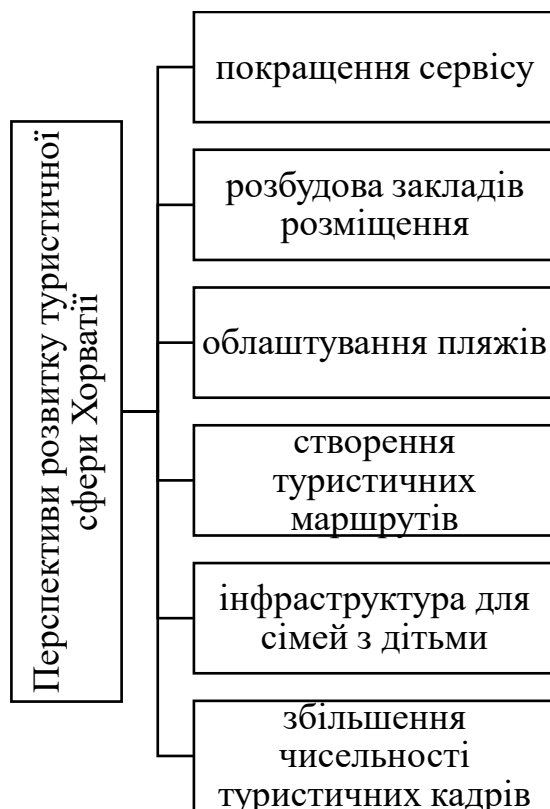 Перспективи розвитку туристичної
сфери Хорватії
покращення сервісу
розбудова закладів
розміщення
облаштування пляжів
створення
туристичних
маршрутів
інфраструктура для
сімей з дітьми
збільшення
чисельності
туристичних кадрів